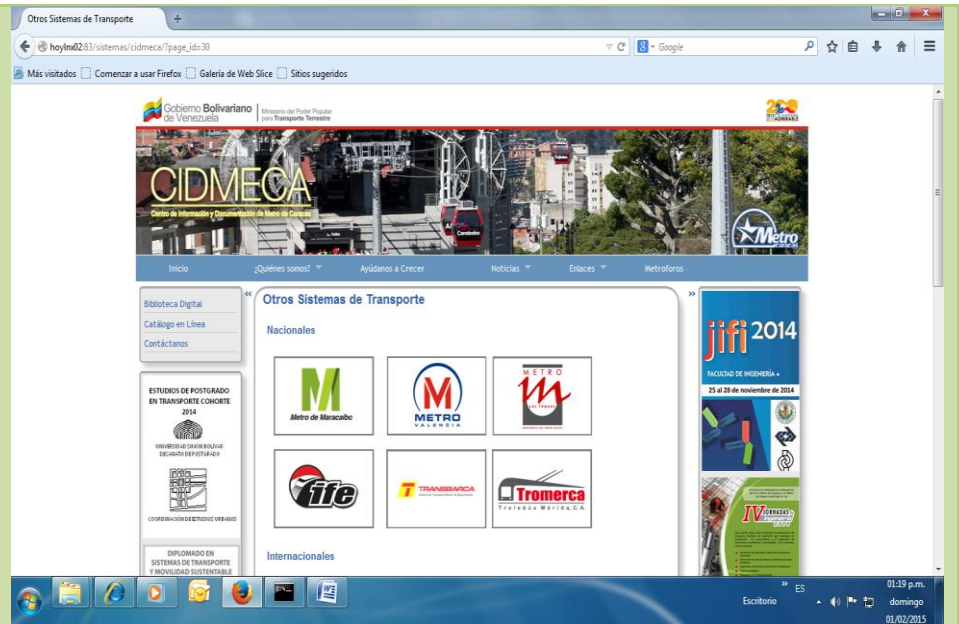 Otros Sistemas de Transporte
hoylnx02:83/sistemas/cidmeca/?page_id=30
Google
Más visitados Comenzar a usar Firefox Galería de Web Slice Sitios sugeridos
Gobierno Bolivariano
de Venezuela
Ministerio del Poder Popular
para Transporte Terrestre
CIDMECA
Centro de Información y Documentación de Metro de Caracas
Carabobo
Metro
Inicio ¿Quiénes somos? Ayúdanos a Crecer Noticias Enlaces Metroforos
Biblioteca Digital
Catálogo en Línea
Contáctanos
ESTUDIOS DE POSTGRADO
EN TRANSPORTE COHORTE
2014
UNIVERSIDAD SIMÓN BOLÍVAR
DECANATO DE POSTGRADO
COORDINACIÓN DE ESTUDIOS URBANOS
DIPLOMADO EN
SISTEMAS DE TRANSPORTE
Y MOVILIDAD SUSTENTABLE
«
Otros Sistemas de Transporte
»
Nacionales
Metro de Maracaibo
METRO
VALENCIA
METRO
Los Teques
ife
TRANSBARCA
Tromerca
Trolebús Mérida, C.A.
Internacionales
jifi 2014
FACULTAD DE INGENIERÍA
25 al 28 de noviembre de 2014
IV JORNADAS
» ES
Escritorio
01:19 p.m.
domingo
01/02/2015